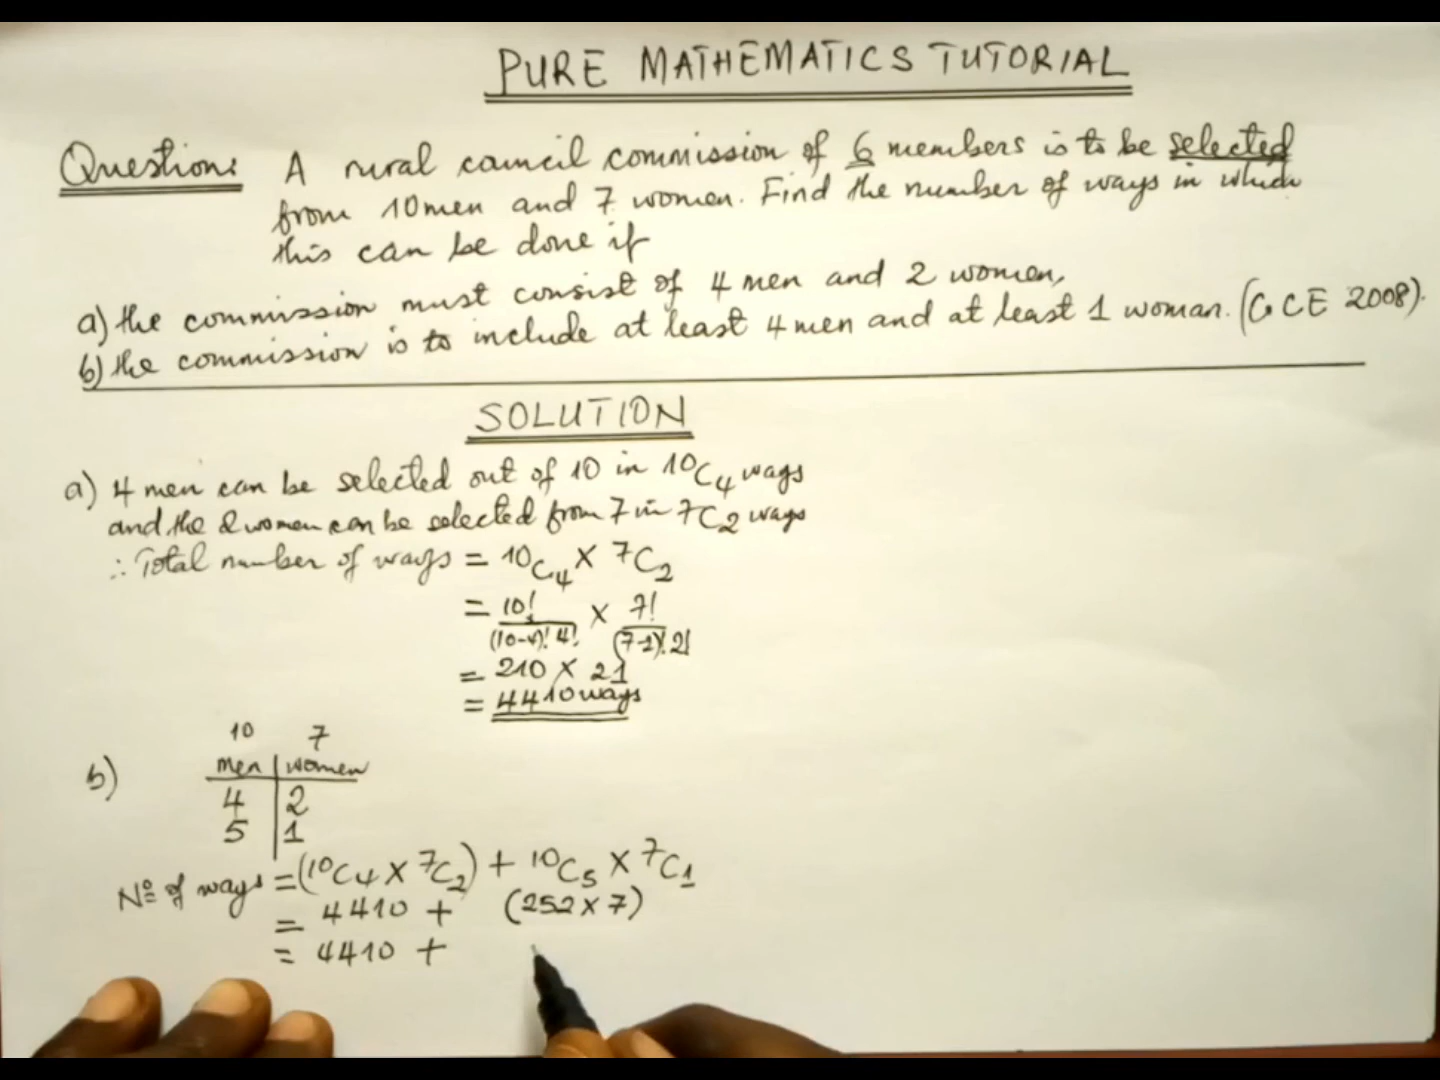 PURE MATHEMATICS TUTORIAL
Question: A rural council commission of 6 members is to be selected
from 10 men and 7 women. Find the number of ways in which
this can be done if
a) the commission must consist of 4 men and 2 women,
b) the commission is to include at least 4 men and at least 1 woman. (GCE 2008).
SOLUTION
a) 4 men can be selected out of 10 in 10C4 ways
and the 2 women can be selected from 7 in 7C2 ways
∴ Total number of ways = 10C4 × 7C2
= 10!/(10-4)! 4! × 7!/(7-2)! 2!
= 210 × 21
= 4410 ways
10 7
b) men women
4 2
5 1
Nº of ways = (10C4 × 7C2) + 10C5 × 7C1
= 4410 + (252 × 7)
= 4410 +